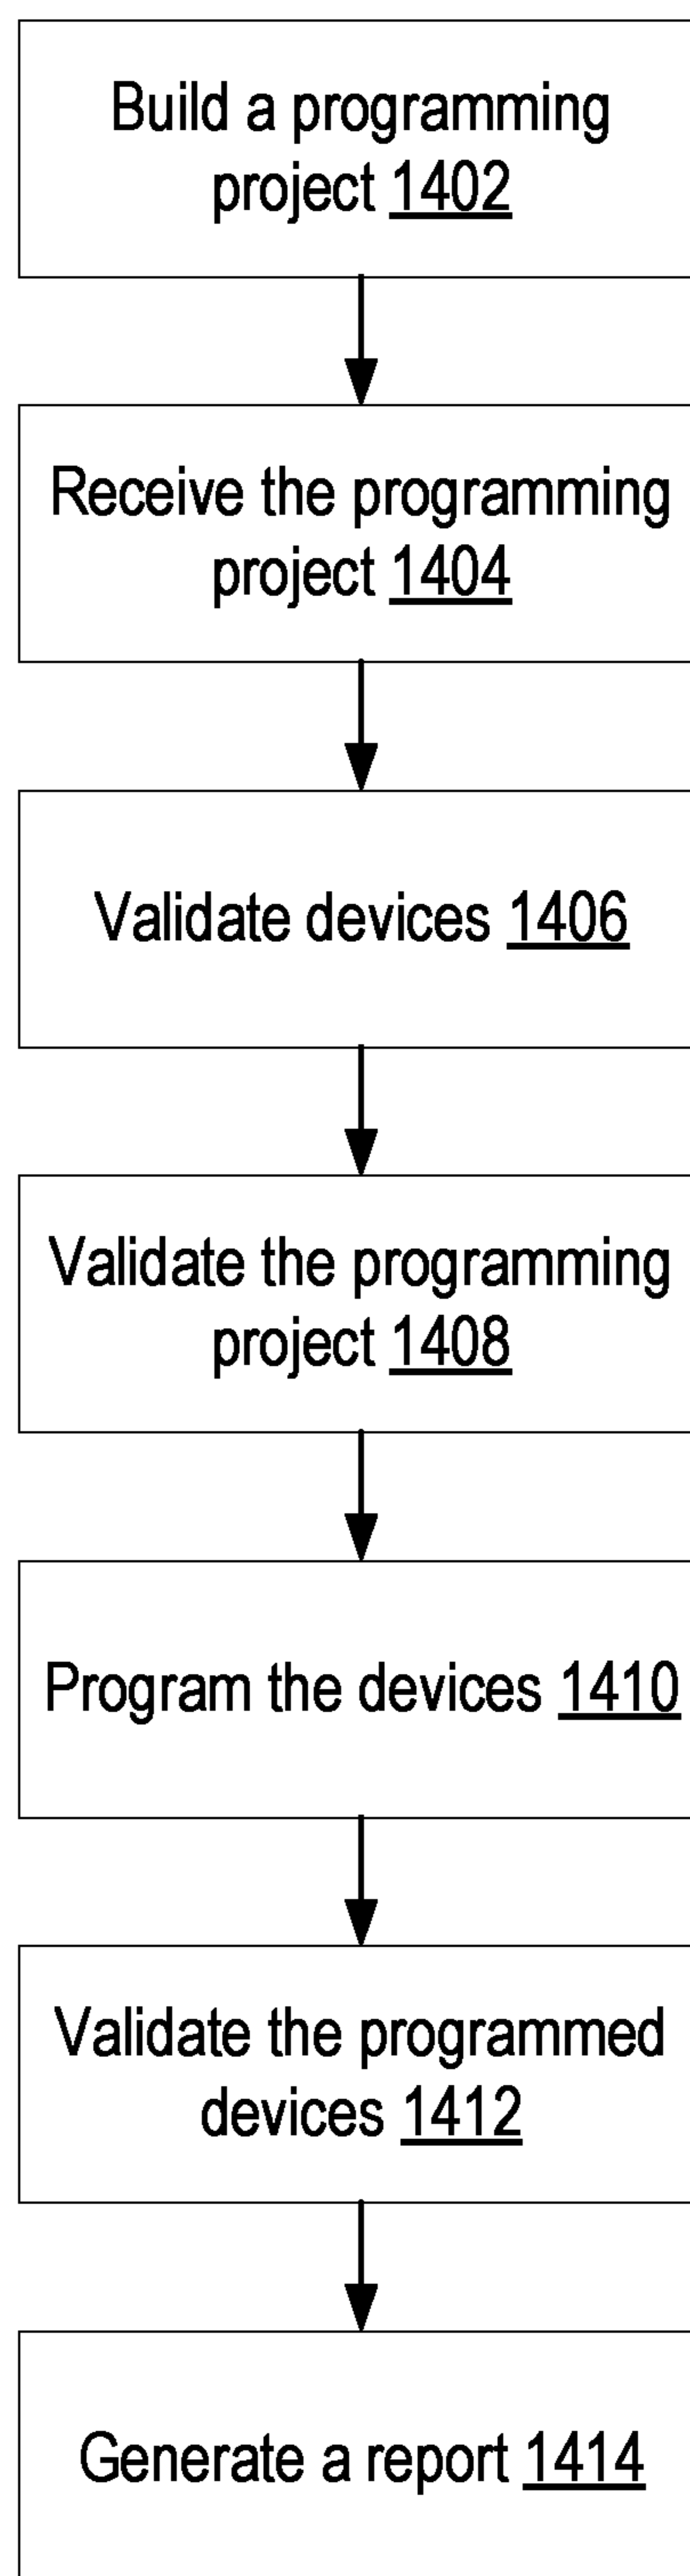 Build a programming
project 1402
Receive the programming
project 1404
Validate devices 1406
Validate the programming
project 1408
Program the devices 1410
Validate the programmed
devices 1412
Generate a report 1414